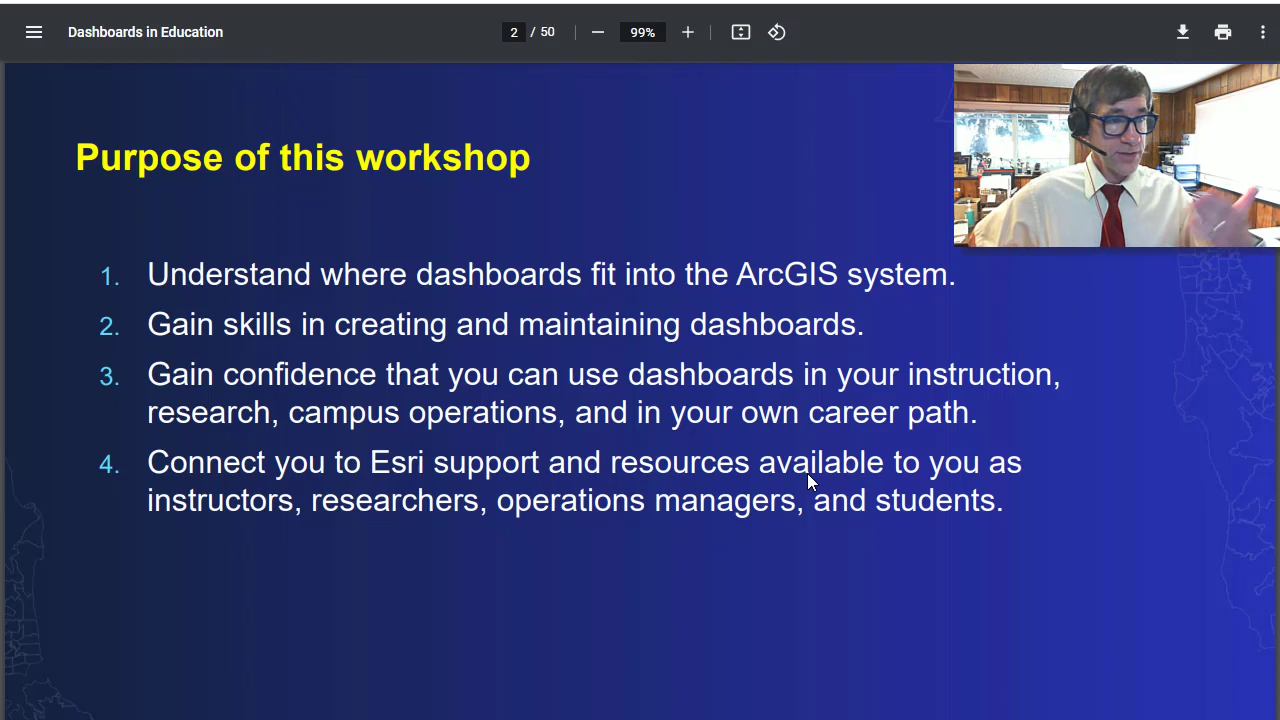 Dashboards in Education
2 / 50
99%
Purpose of this workshop
1. Understand where dashboards fit into the ArcGIS system.
2. Gain skills in creating and maintaining dashboards.
3. Gain confidence that you can use dashboards in your instruction,
research, campus operations, and in your own career path.
4. Connect you to Esri support and resources available to you as
instructors, researchers, operations managers, and students.